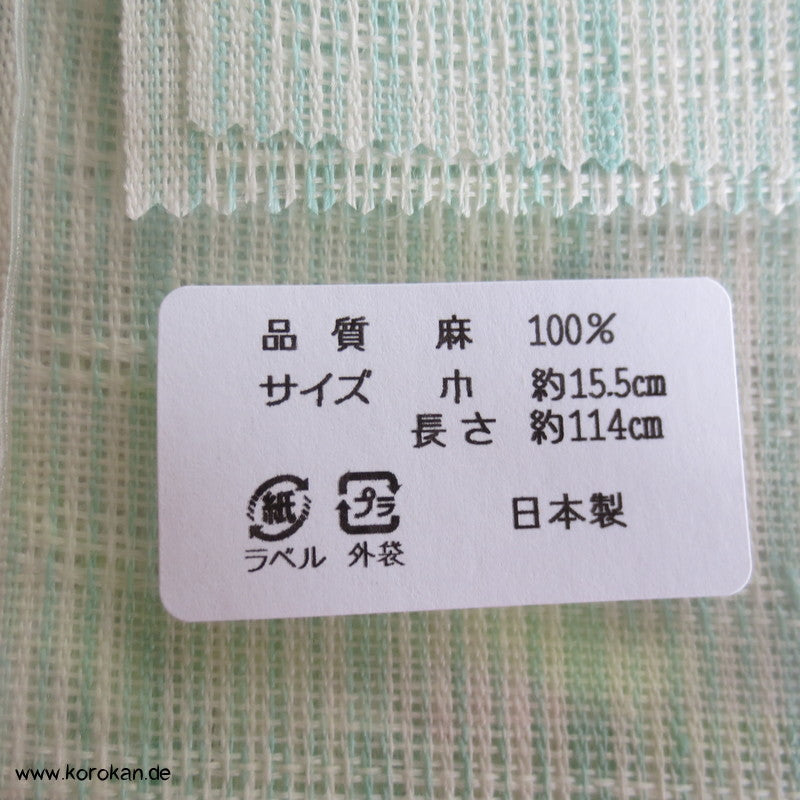 品質 麻 100%
サイズ 巾 約15.5cm
長さ 約114cm
紙 プラ 日本製
ラベル 外袋
www.korokan.de